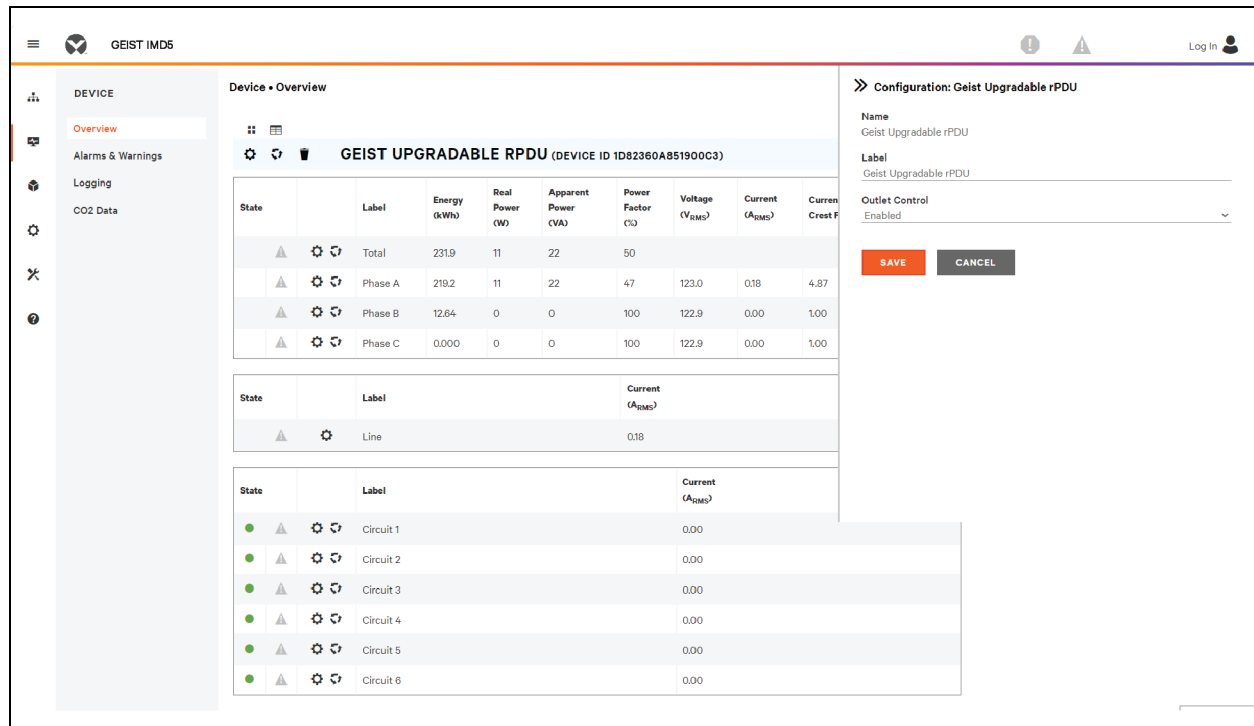 GEIST IMD5
Log In
DEVICE
Overview
Alarms & Warnings
Logging
CO2 Data
Device • Overview
GEIST UPGRADABLE RPDU (DEVICE ID 1D82360A851900C3)
State Label Energy (kWh) Real Power (W) Apparent Power (VA) Power Factor (%) Voltage (VRMS) Current (ARMS) Curren Crest F
Total 231.9 11 22 50
Phase A 219.2 11 22 47 123.0 0.18 4.87
Phase B 12.64 0 0 100 122.9 0.00 1.00
Phase C 0.000 0 0 100 122.9 0.00 1.00
State Label Current (ARMS)
Line 0.18
State Label Current (ARMS)
Circuit 1 0.00
Circuit 2 0.00
Circuit 3 0.00
Circuit 4 0.00
Circuit 5 0.00
Circuit 6 0.00
Configuration: Geist Upgradable rPDU
Name
Geist Upgradable rPDU
Label
Geist Upgradable rPDU
Outlet Control
Enabled
SAVE CANCEL